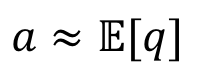 𝑎 ≈ 𝔼[𝑞]